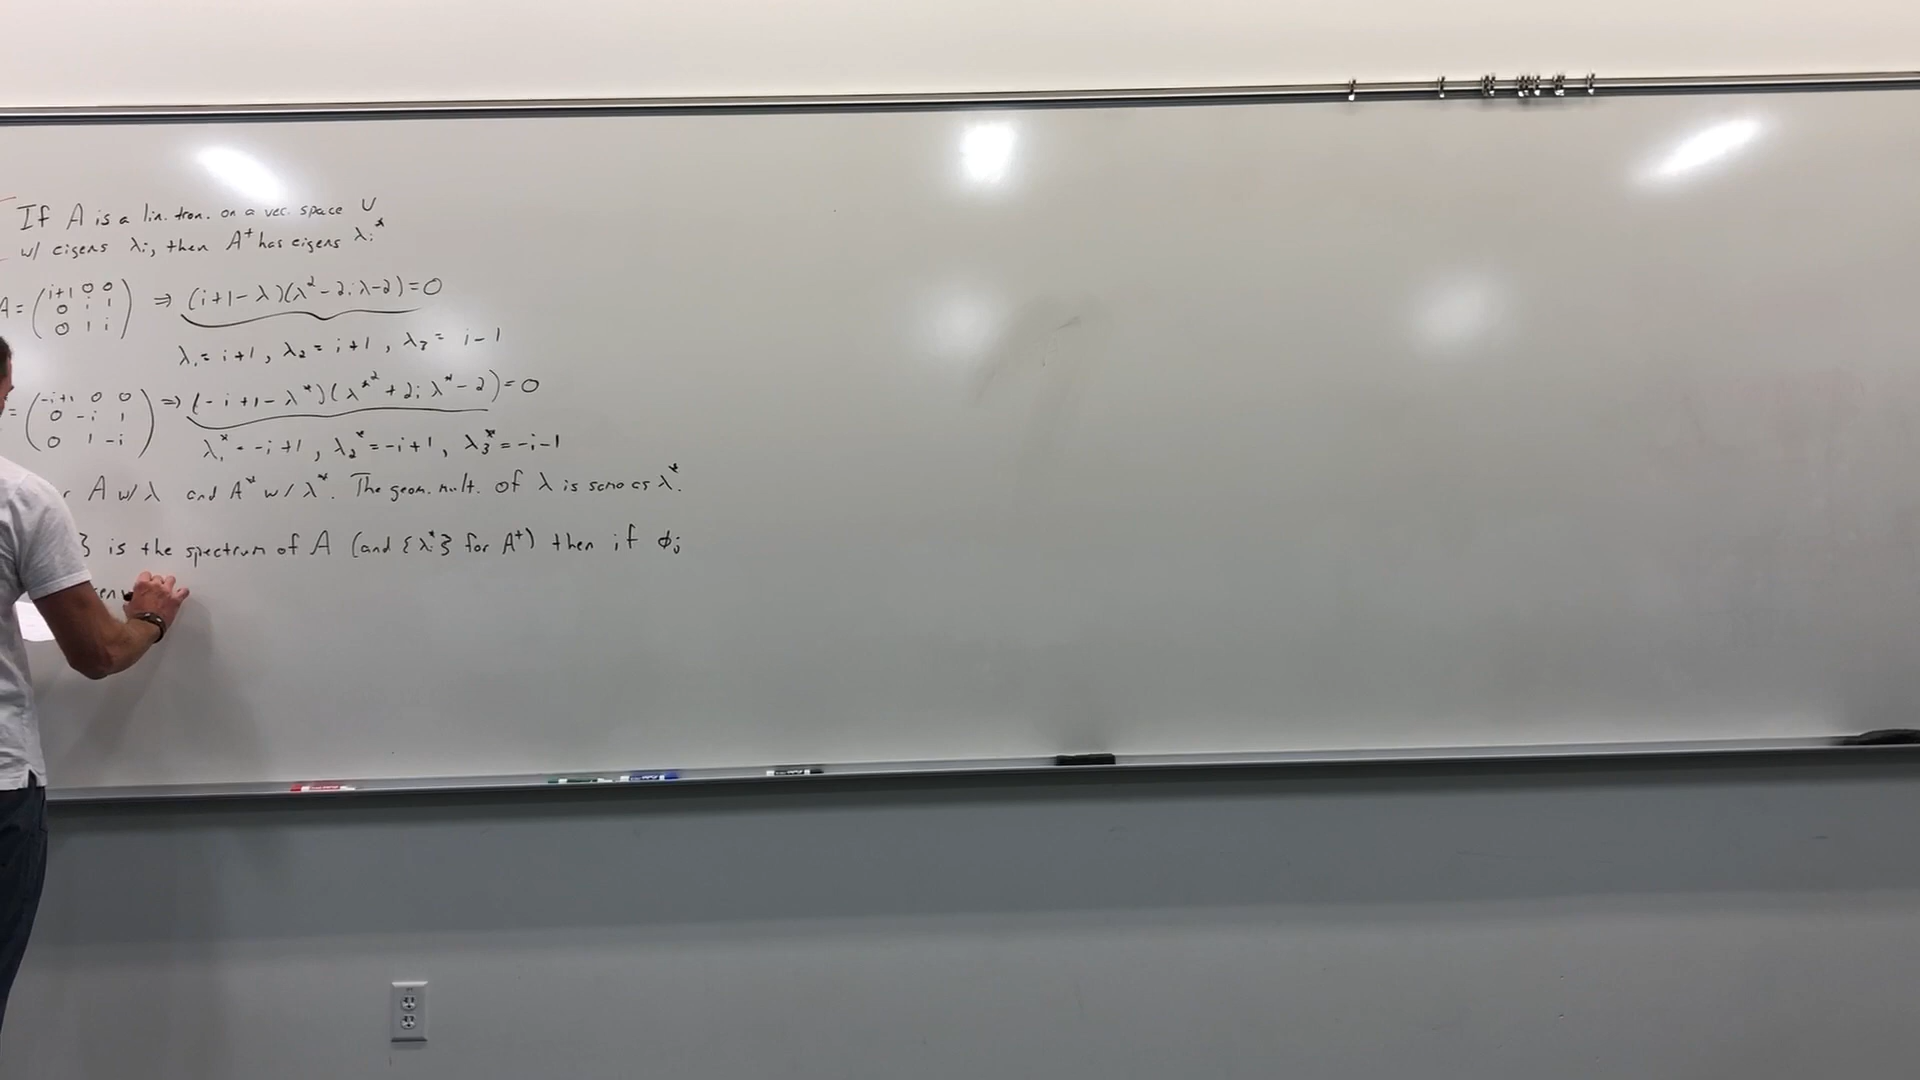 If A is a lin. tran. on a vec. space U
w/ eigens λi, then A† has eigens λi*
A = (i+1 0 0 ⇒ (i+1-λ)(λ²-2iλ-2)=0
0 i 1
0 1 i)
λ₁ = i+1, λ₂ = i+1, λ₃ = i-1
= (-i+1 0 0 ⇒ (-i+1-λ*)(λ*²+2iλ*-2)=0
0 -i 1
0 1 -i)
λ₁* = -i+1, λ₂* = -i+1, λ₃* = -i-1
A w/ λ and A* w/ λ*. The geom. mult. of λ is same as λ*.
} is the spectrum of A (and {λi*} for A†) then if ϕj